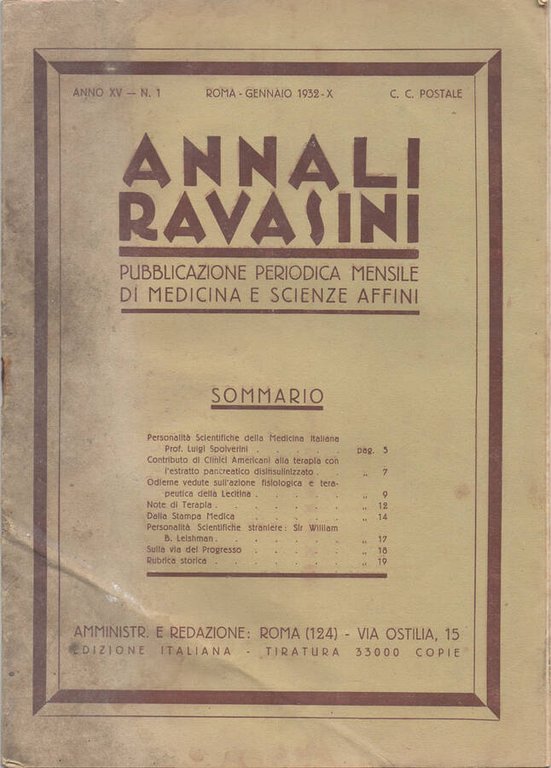 ANNO XV — N. 1 ROMA - GENNAIO 1932-X C. C. POSTALE
ANNALI
RAVASINI
PUBBLICAZIONE PERIODICA MENSILE
DI MEDICINA E SCIENZE AFFINI
SOMMARIO
Personalità Scientifiche della Medicina Italiana
Prof. Luigi Spolverini . . . . . . . pag. 5
Contributo di Clinici Americani alla terapia con
l'estratto pancreatico disinsulinizzato . . . „ 7
Odierne vedute sull'azione fisiologica e tera-
peutica della Lecitina . . . . . . . „ 9
Note di Terapia . . . . . . . . „ 12
Dalla Stampa Medica . . . . . . . „ 14
Personalità Scientifiche straniere: Sir William
B. Leishman . . . . . . . . „ 17
Sulla via del Progresso . . . . . . „ 18
Rubrica storica . . . . . . . . „ 19
AMMINISTR. E REDAZIONE: ROMA (124) - VIA OSTILIA, 15
EDIZIONE ITALIANA - TIRATURA 33000 COPIE